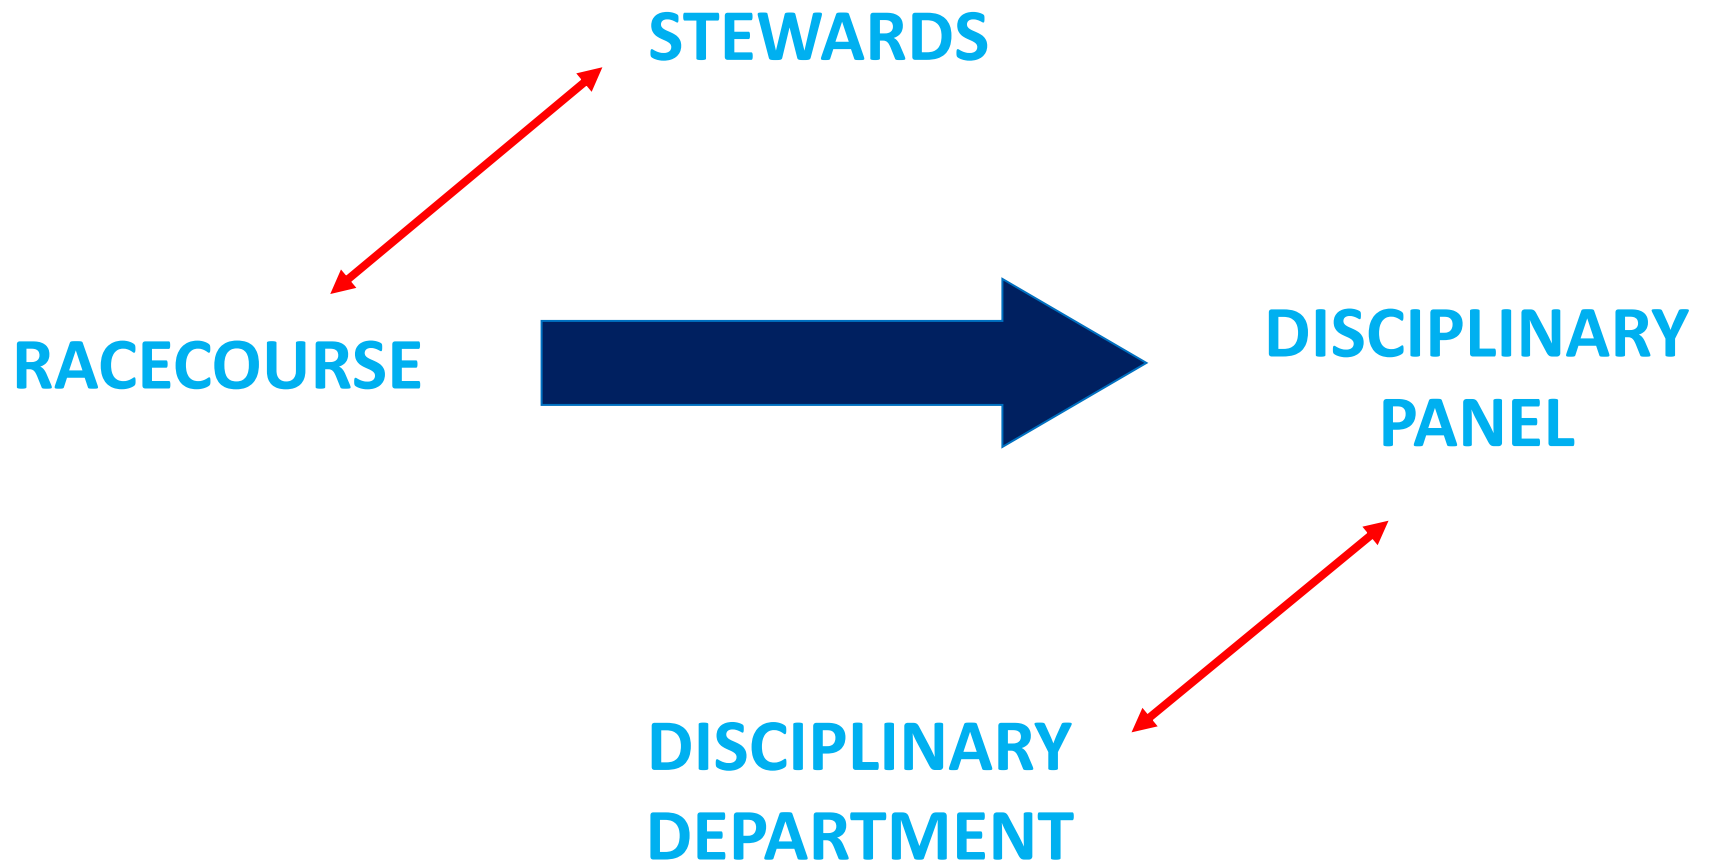 STEWARDS
RACECOURSE
DISCIPLINARY
PANEL
DISCIPLINARY
DEPARTMENT